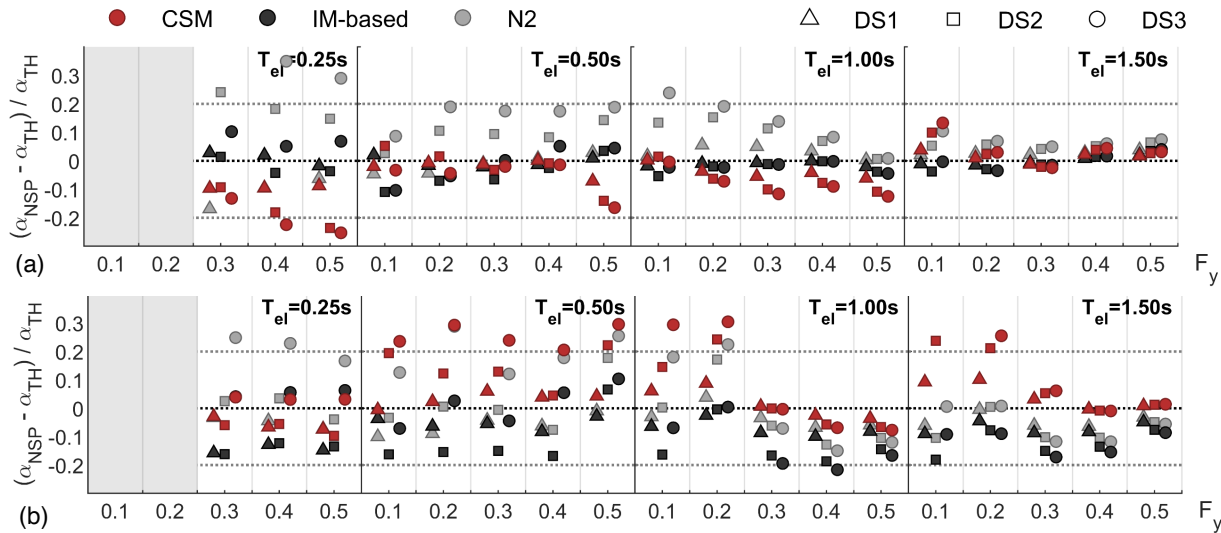 CSM IM-based N2 DS1 DS2 DS3
T_el=0.25s T_el=0.50s T_el=1.00s T_el=1.50s
(α_NSP - α_TH) / α_TH
0.3
0.2
0.1
0
-0.1
-0.2
(a)
0.1 0.2 0.3 0.4 0.5 0.1 0.2 0.3 0.4 0.5 0.1 0.2 0.3 0.4 0.5 0.1 0.2 0.3 0.4 0.5 F_y
T_el=0.25s T_el=0.50s T_el=1.00s T_el=1.50s
(α_NSP - α_TH) / α_TH
0.3
0.2
0.1
0
-0.1
-0.2
(b)
0.1 0.2 0.3 0.4 0.5 0.1 0.2 0.3 0.4 0.5 0.1 0.2 0.3 0.4 0.5 0.1 0.2 0.3 0.4 0.5 F_y